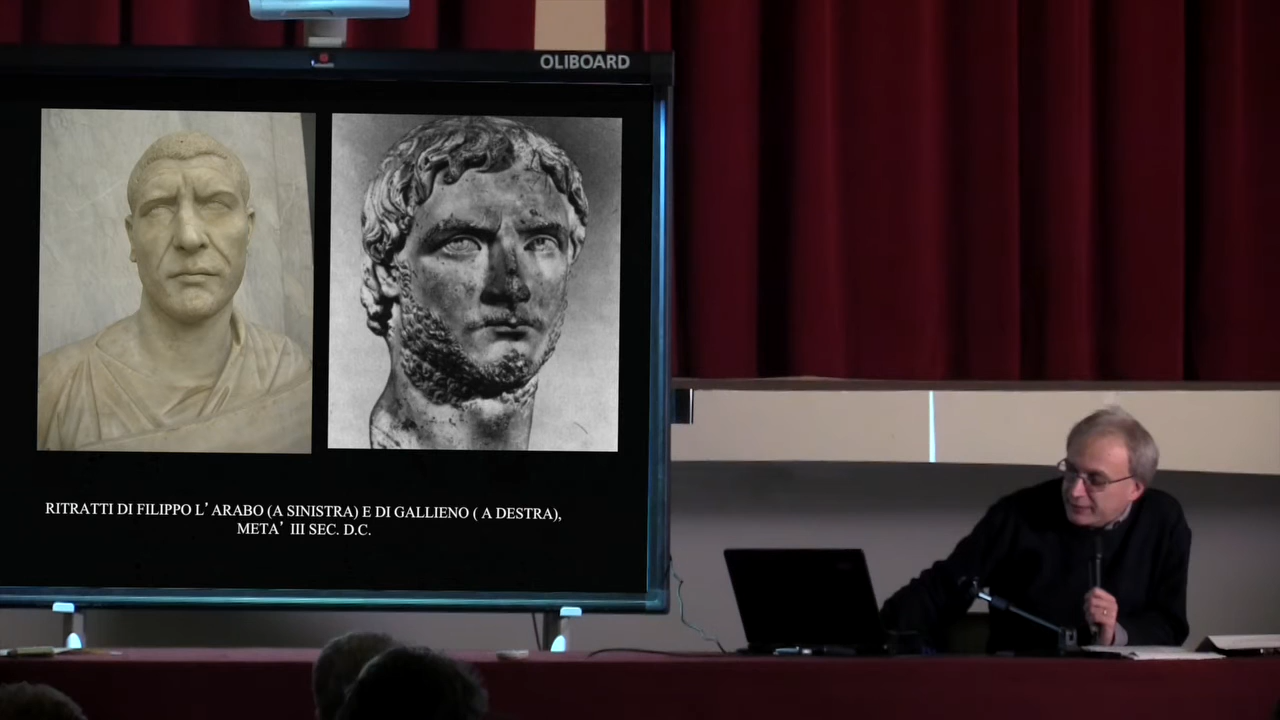 OLIBOARD
RITRATTI DI FILIPPO L’ARABO (A SINISTRA) E DI GALLIENO ( A DESTRA),
META’ III SEC. D.C.